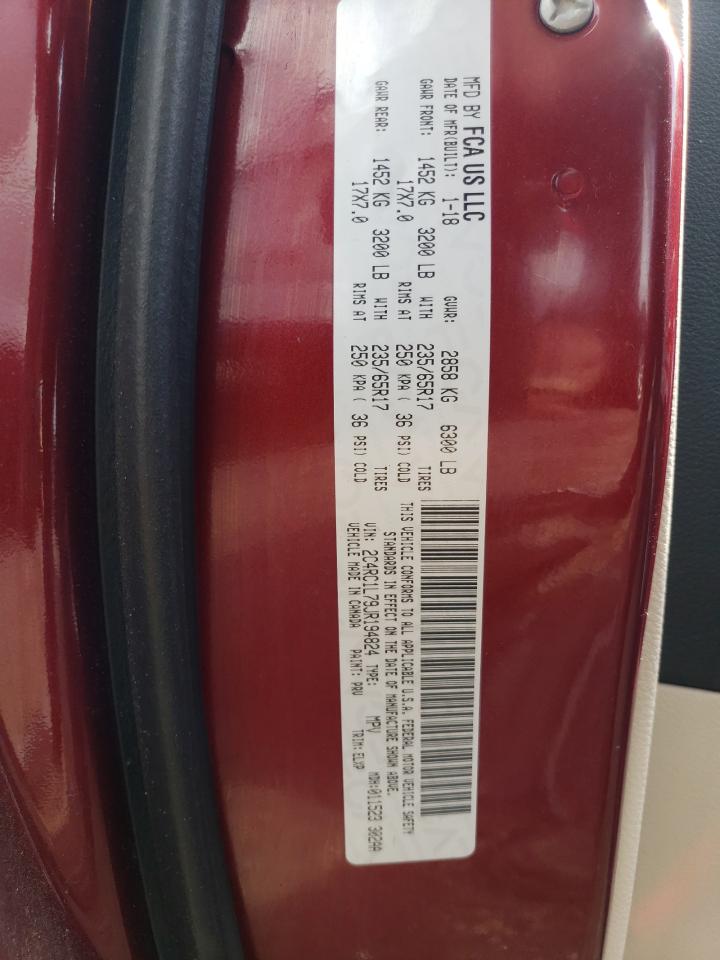 MFD BY FCA US LLC
DATE OF MFR(BUILT): 1-18 GVWR: 2858 KG 6300 LB
GAWR FRONT: 1452 KG 3200 LB WITH 235/65R17 TIRES
17X7.0 RIMS AT 250 KPA ( 36 PSI) COLD
GAWR REAR: 1452 KG 3200 LB WITH 235/65R17 TIRES
17X7.0 RIMS AT 250 KPA ( 36 PSI) COLD
THIS VEHICLE CONFORMS TO ALL APPLICABLE U.S.A. FEDERAL MOTOR VEHICLE SAFETY
STANDARDS IN EFFECT ON THE DATE OF MANUFACTURE SHOWN ABOVE.
VIN: 2C4RC1L79JR194824 TYPE: MPV MDH:011523 302AA
VEHICLE MADE IN CANADA PAINT: PRV TRIM: